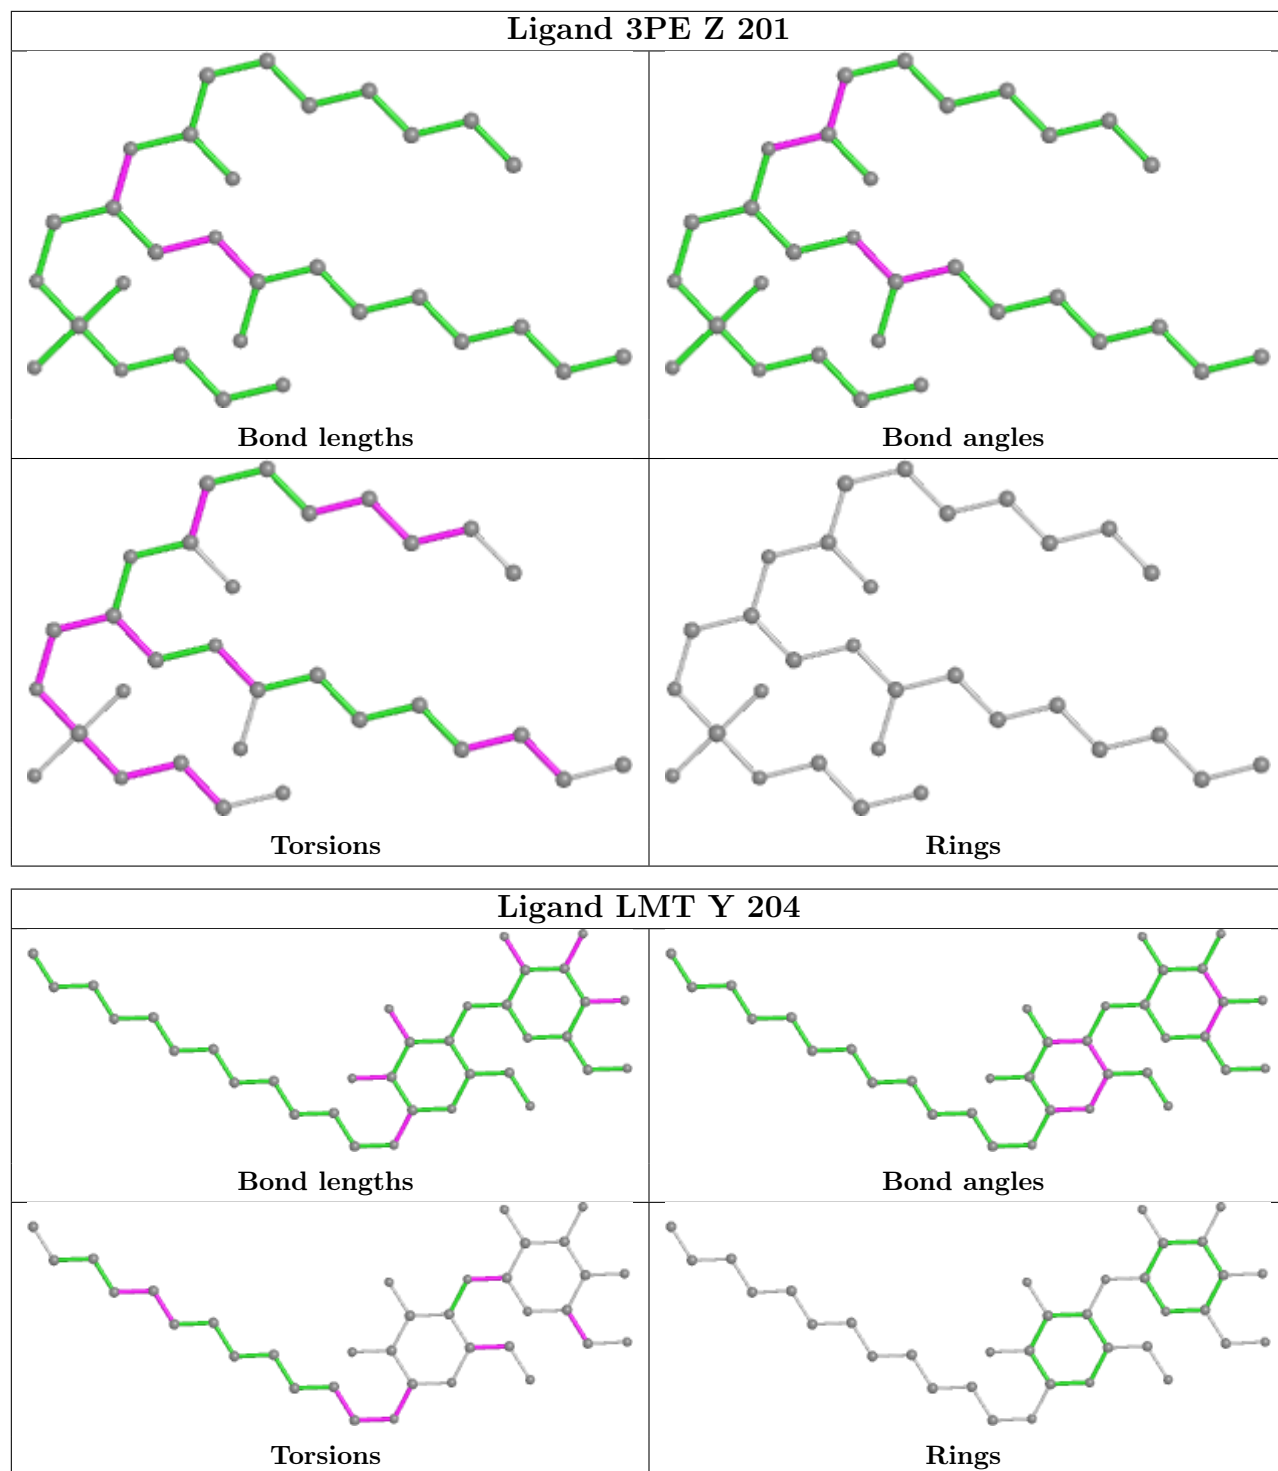 Ligand 3PE Z 201
Bond lengths
Bond angles
Torsions
Rings
Ligand LMT Y 204
Bond lengths
Bond angles
Torsions
Rings